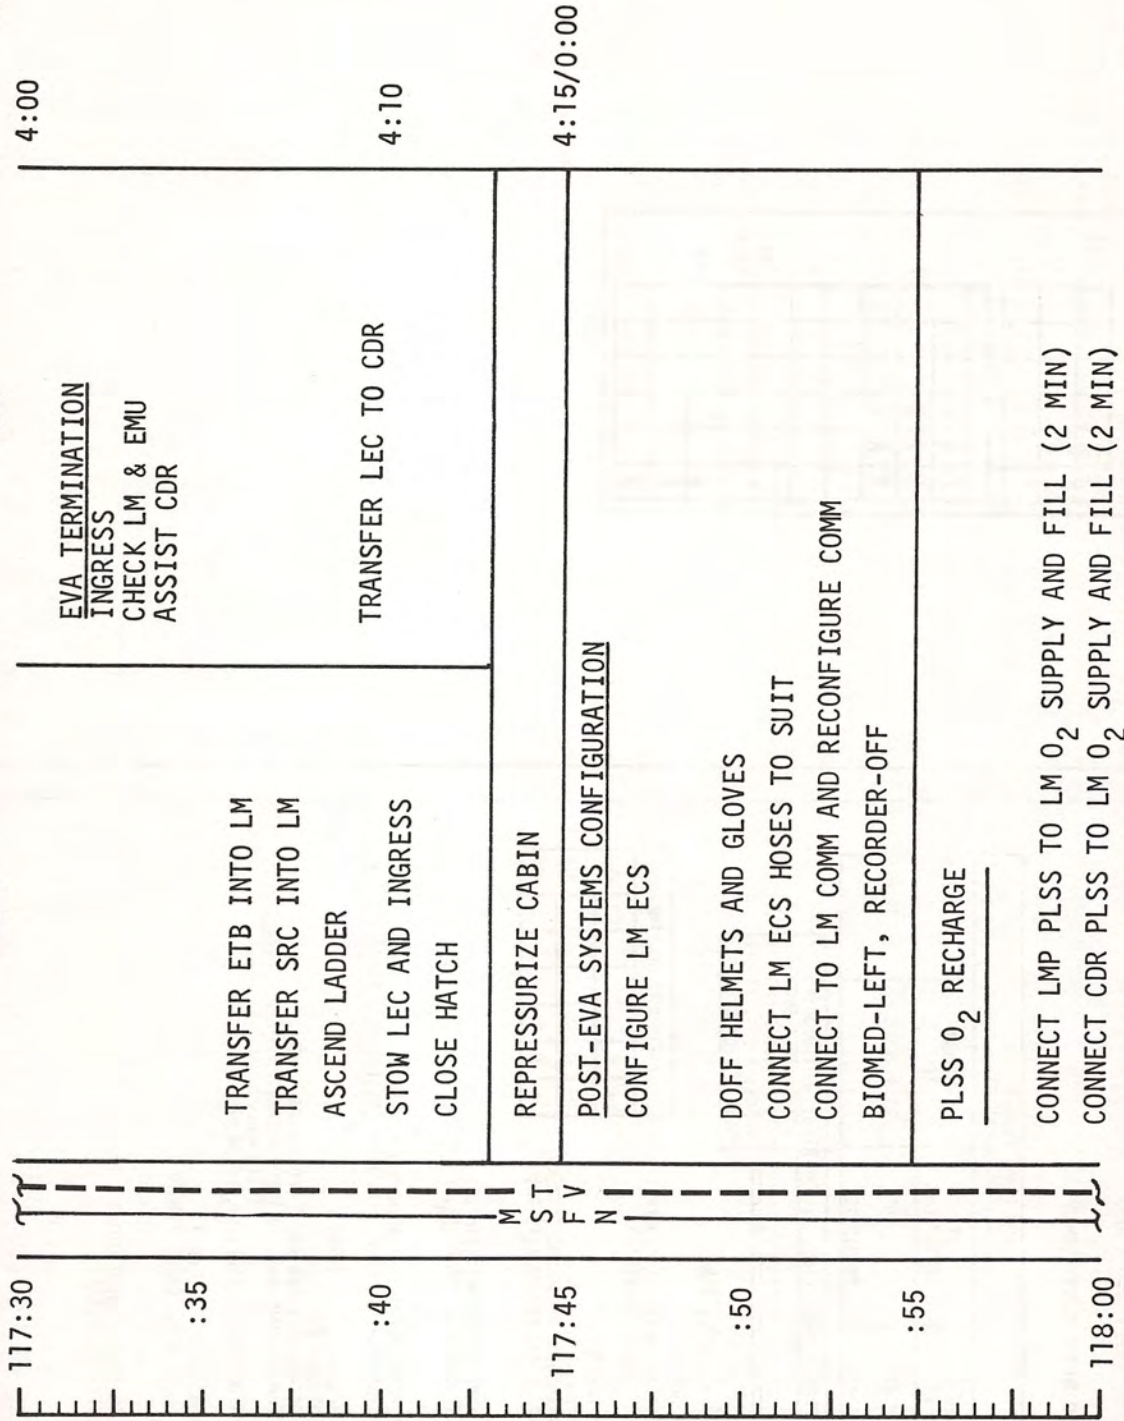 117:30
:35
:40
117:45
:50
:55
118:00
M
S
F
N
T
V
TRANSFER ETB INTO LM
TRANSFER SRC INTO LM
ASCEND LADDER
STOW LEC AND INGRESS
CLOSE HATCH
EVA TERMINATION
INGRESS
CHECK LM & EMU
ASSIST CDR
TRANSFER LEC TO CDR
4:00
4:10
4:15/0:00
REPRESSURIZE CABIN
POST-EVA SYSTEMS CONFIGURATION
CONFIGURE LM ECS
DOFF HELMETS AND GLOVES
CONNECT LM ECS HOSES TO SUIT
CONNECT TO LM COMM AND RECONFIGURE COMM
BIOMED-LEFT, RECORDER-OFF
PLSS O2 RECHARGE
CONNECT LMP PLSS TO LM O2 SUPPLY AND FILL (2 MIN)
CONNECT CDR PLSS TO LM O2 SUPPLY AND FILL (2 MIN)